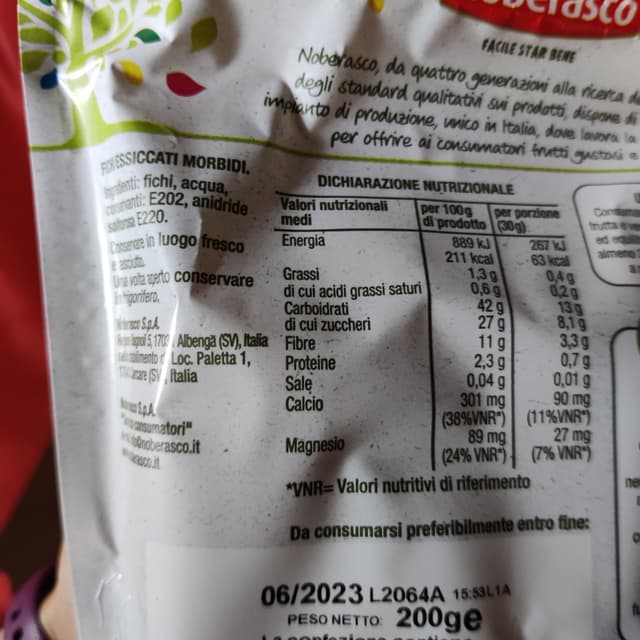 Noberasco
FACILE STAR BENE
Noberasco, da quattro generazioni alla ricerca
degli standard qualitativi sui prodotti, dispone di
impianto di produzione, unico in Italia, dove lavora la
per offrire ai consumatori frutti gustosi e
ESSICCATI MORBIDI.
fichi, acqua,
E202, anidride
E220.
in luogo fresco
asciutto.
volta aperto conservare
frigorifero.
S.p.A.
Albenga (SV), Italia
Loc. Paletta 1,
Italia
S.p.A.
consumatori"
noberasco.it
DICHIARAZIONE NUTRIZIONALE
Valori nutrizionali medi per 100g di prodotto per porzione (30g)
Energia 889 kJ 267 kJ
211 kcal 63 kcal
Grassi 1,3 g 0,4 g
di cui acidi grassi saturi 0,6 g 0,2 g
Carboidrati 42 g 13 g
di cui zuccheri 27 g 8,1 g
Fibre 11 g 3,3 g
Proteine 2,3 g 0,7 g
Sale 0,04 g 0,01 g
Calcio 301 mg 90 mg
(38%VNR*) (11%VNR*)
Magnesio 89 mg 27 mg
(24% VNR*) (7% VNR*)
*VNR= Valori nutritivi di riferimento
Da consumarsi preferibilmente entro fine:
06/2023 L2064A 15:53L1A
PESO NETTO: 200ge